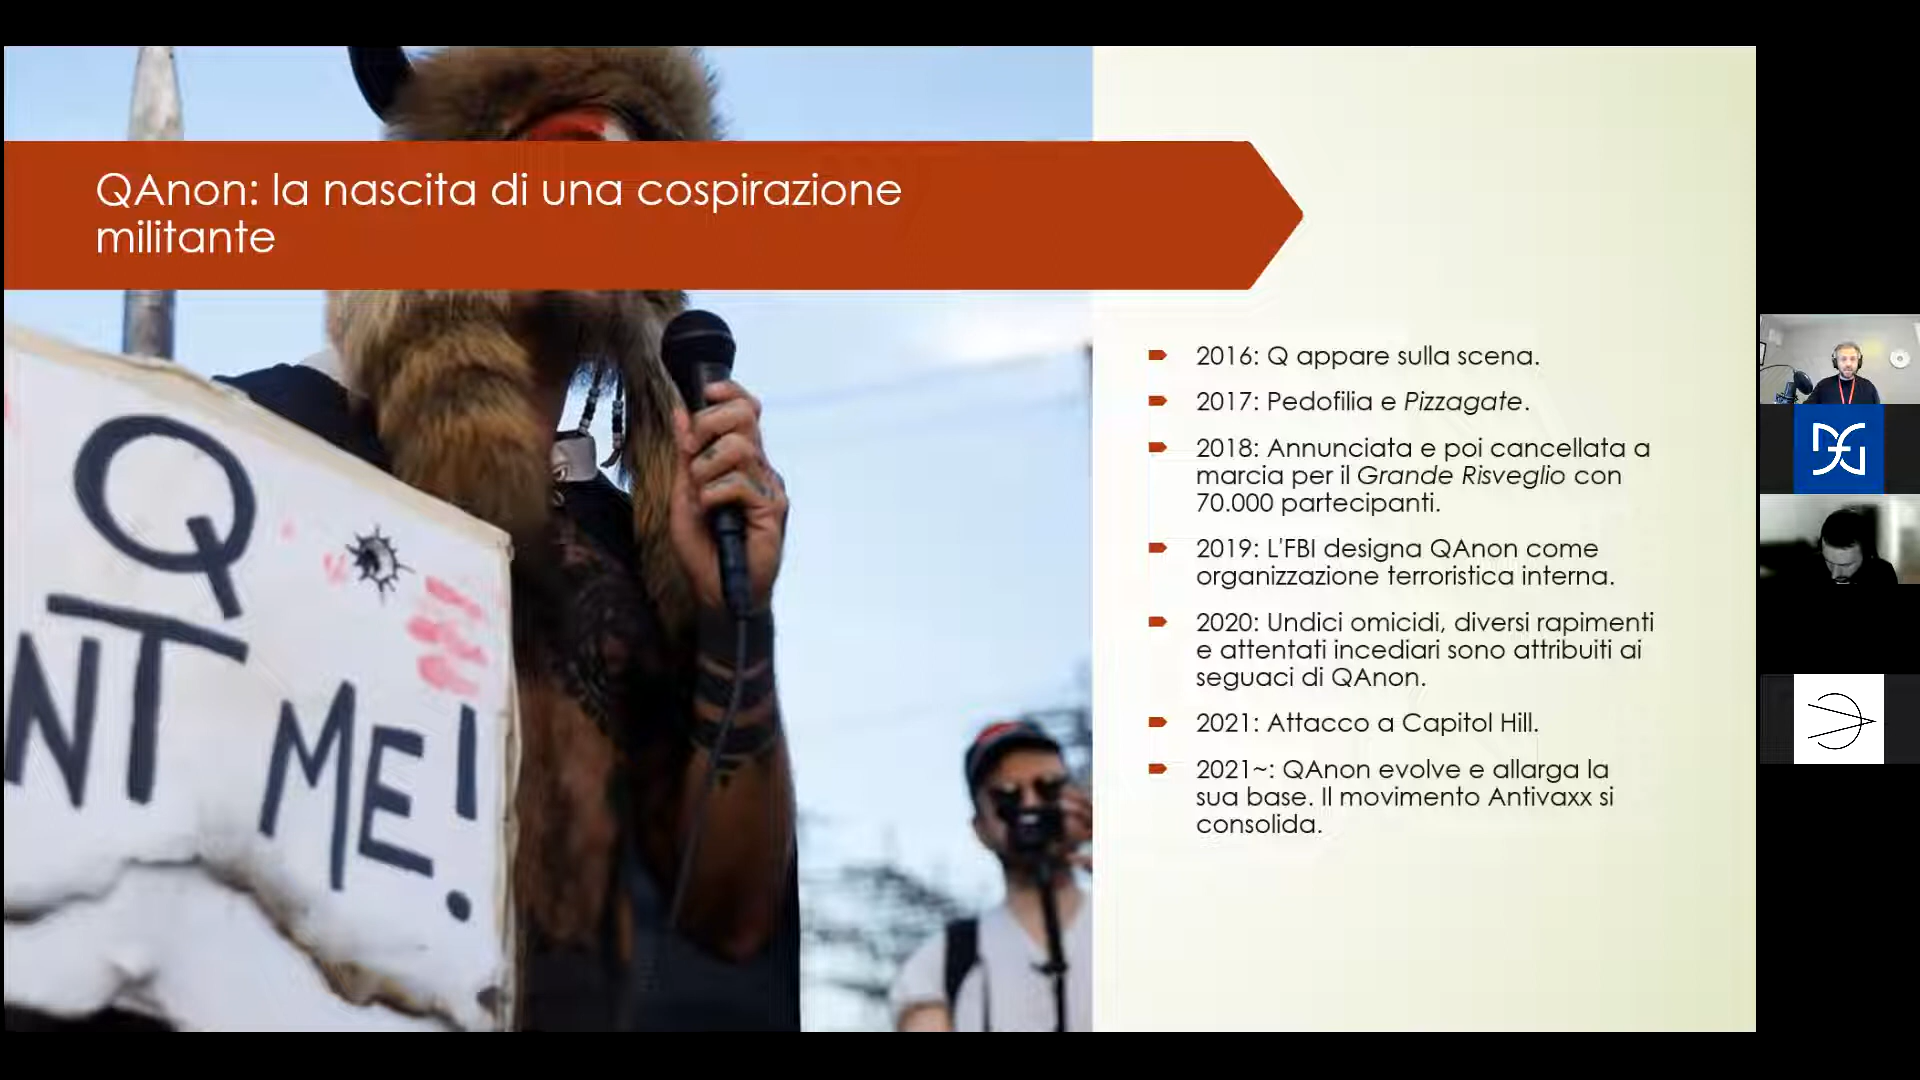 QAnon: la nascita di una cospirazione
militante
Q
NT ME!
2016: Q appare sulla scena.
2017: Pedofilia e Pizzagate.
2018: Annunciata e poi cancellata a
marcia per il Grande Risveglio con
70.000 partecipanti.
2019: L'FBI designa QAnon come
organizzazione terroristica interna.
2020: Undici omicidi, diversi rapimenti
e attentati incediari sono attribuiti ai
seguaci di QAnon.
2021: Attacco a Capitol Hill.
2021~: QAnon evolve e allarga la
sua base. Il movimento Antivaxx si
consolida.